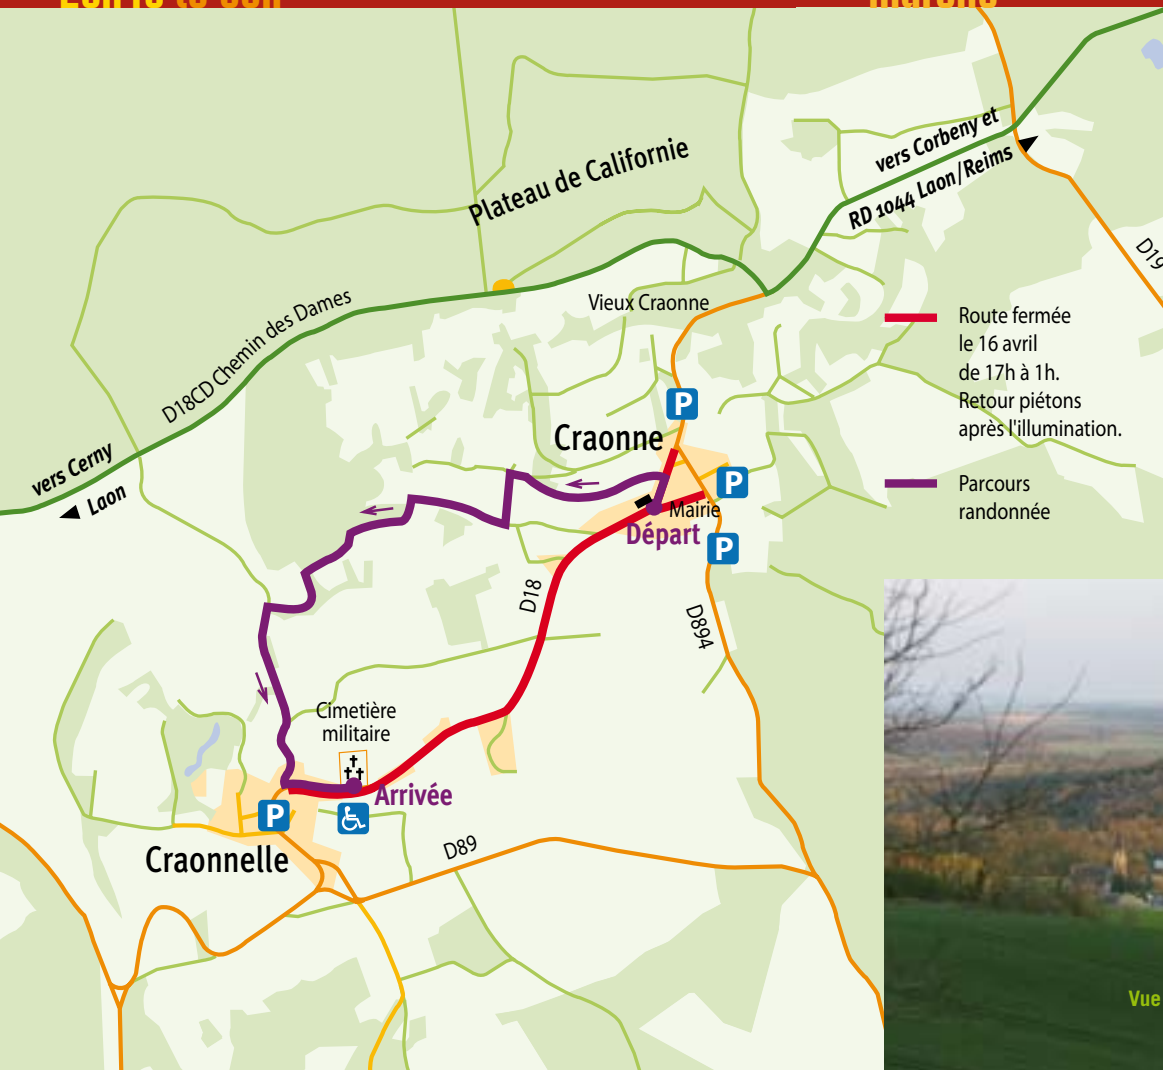 Plateau de Californie
vers Corbeny et
RD 1044 Laon/Reims
D19
D18CD Chemin des Dames
Vieux Craonne
vers Cerny
Laon
P
Craonne
P
Mairie
Départ
P
D18
D894
Cimetière
militaire
Arrivée
P
Craonnelle
D89
Route fermée
le 16 avril
de 17h à 1h.
Retour piétons
après l'illumination.
Parcours
randonnée
Vue